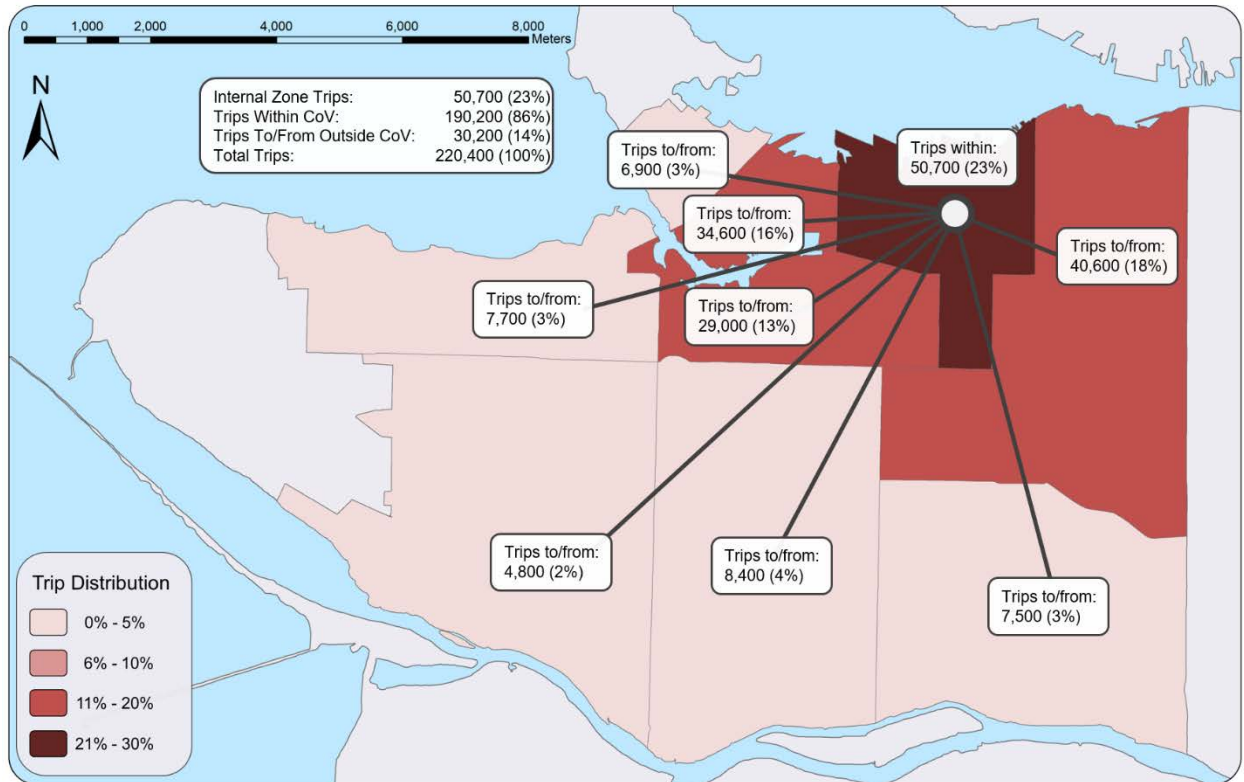 0 1,000 2,000 4,000 6,000 8,000
Meters
N
Internal Zone Trips: 50,700 (23%)
Trips Within CoV: 190,200 (86%)
Trips To/From Outside CoV: 30,200 (14%)
Total Trips: 220,400 (100%)
Trips to/from:
6,900 (3%)
Trips within:
50,700 (23%)
Trips to/from:
34,600 (16%)
Trips to/from:
40,600 (18%)
Trips to/from:
7,700 (3%)
Trips to/from:
29,000 (13%)
Trips to/from:
4,800 (2%)
Trips to/from:
8,400 (4%)
Trips to/from:
7,500 (3%)
Trip Distribution
0% - 5%
6% - 10%
11% - 20%
21% - 30%